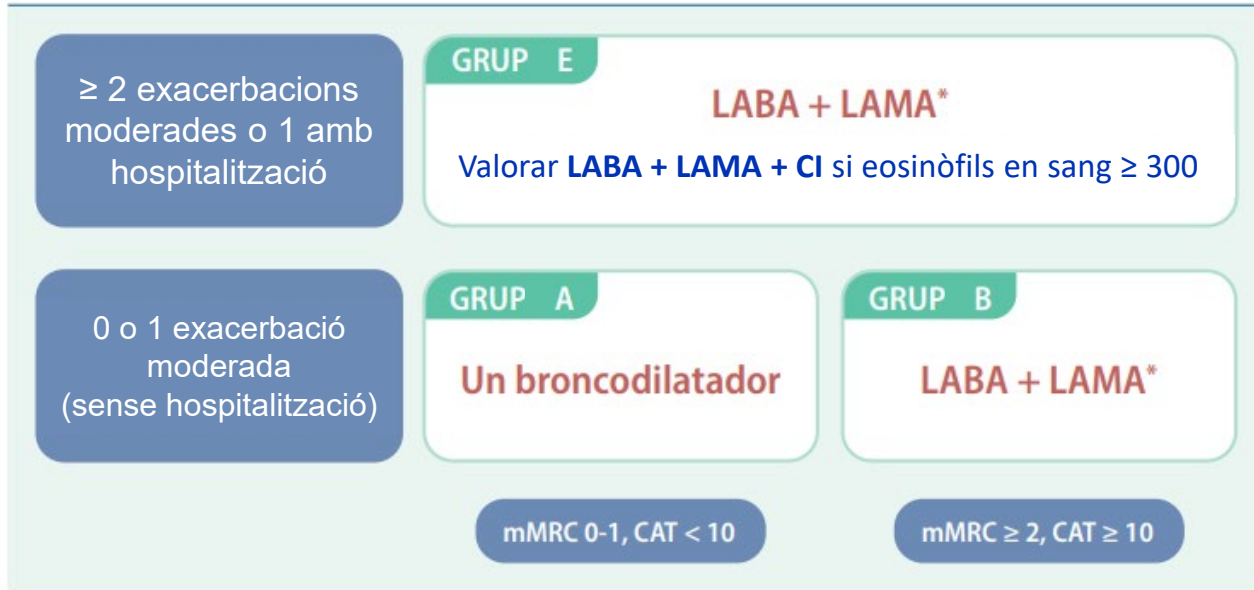 ≥ 2 exacerbacions
moderades o 1 amb
hospitalització
GRUP E
LABA + LAMA*
Valorar LABA + LAMA + CI si eosinòfils en sang ≥ 300
0 o 1 exacerbació
moderada
(sense hospitalització)
GRUP A
Un broncodilatador
GRUP B
LABA + LAMA*
mMRC 0-1, CAT < 10
mMRC ≥ 2, CAT ≥ 10